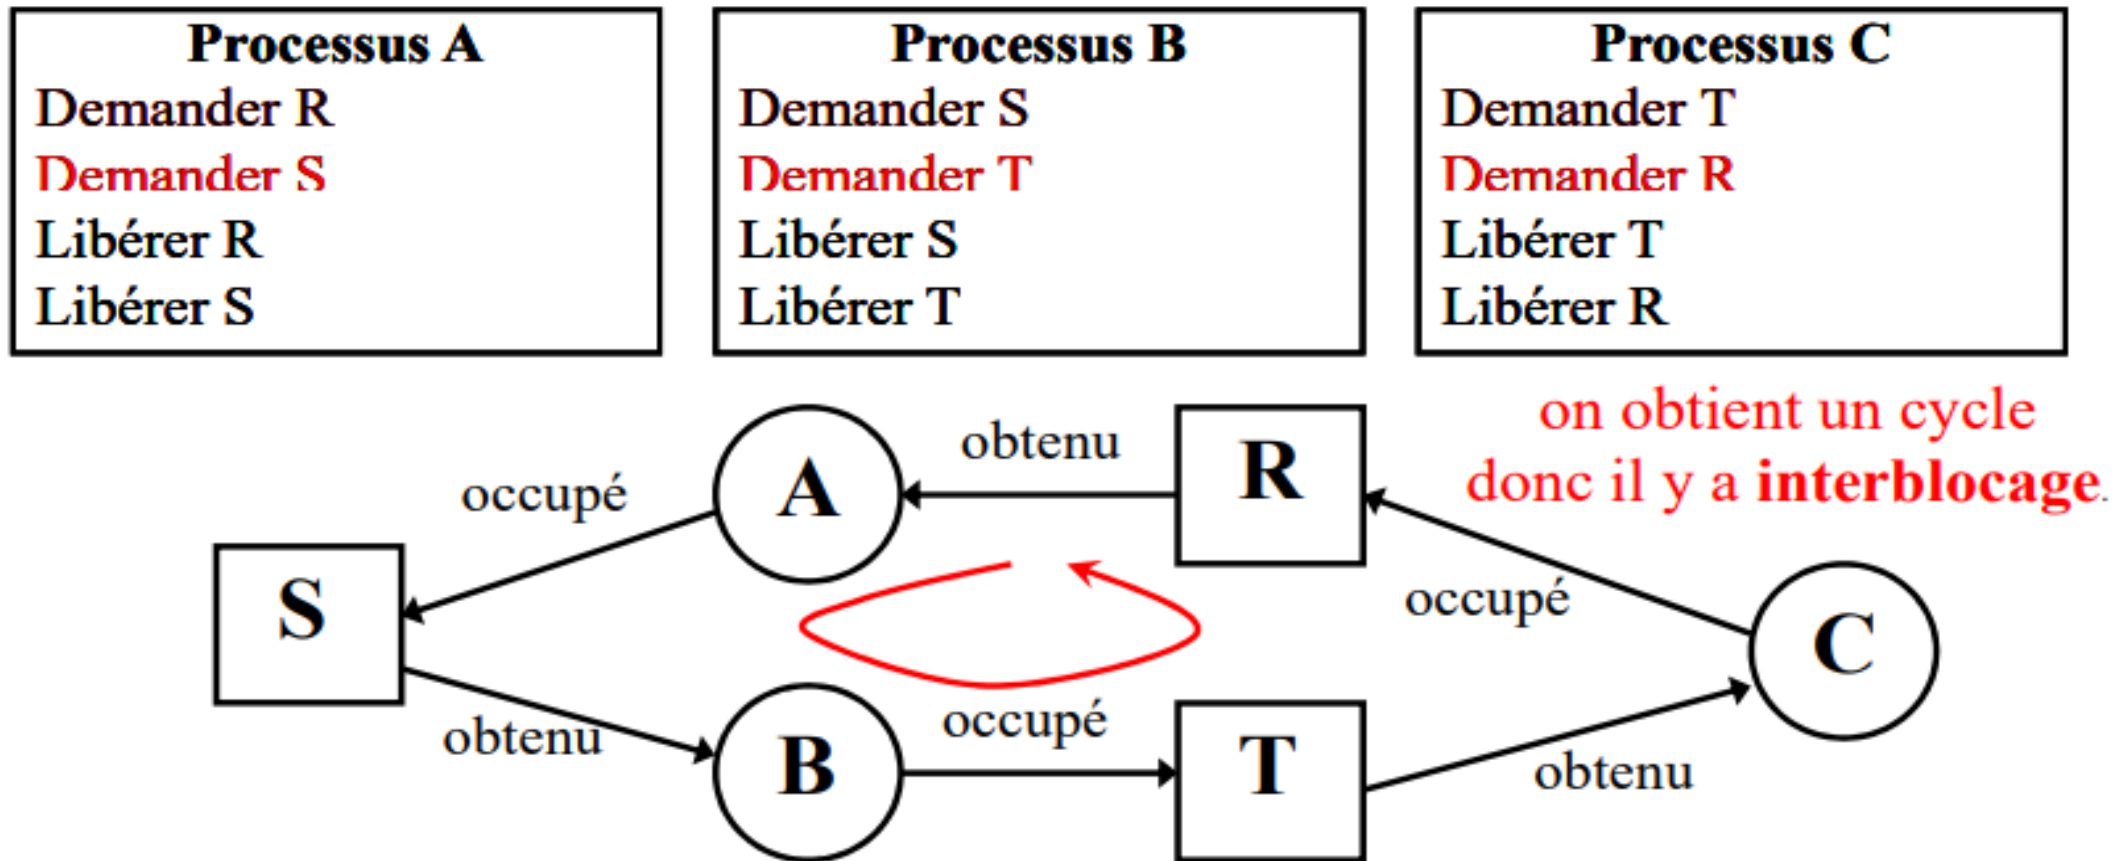 Processus A
Demander R
Demander S
Libérer R
Libérer S
Processus B
Demander S
Demander T
Libérer S
Libérer T
Processus C
Demander T
Demander R
Libérer T
Libérer R
on obtient un cycle
donc il y a interblocage.
occupé
A
obtenu
R
S
occupé
C
obtenu
B
occupé
T
obtenu